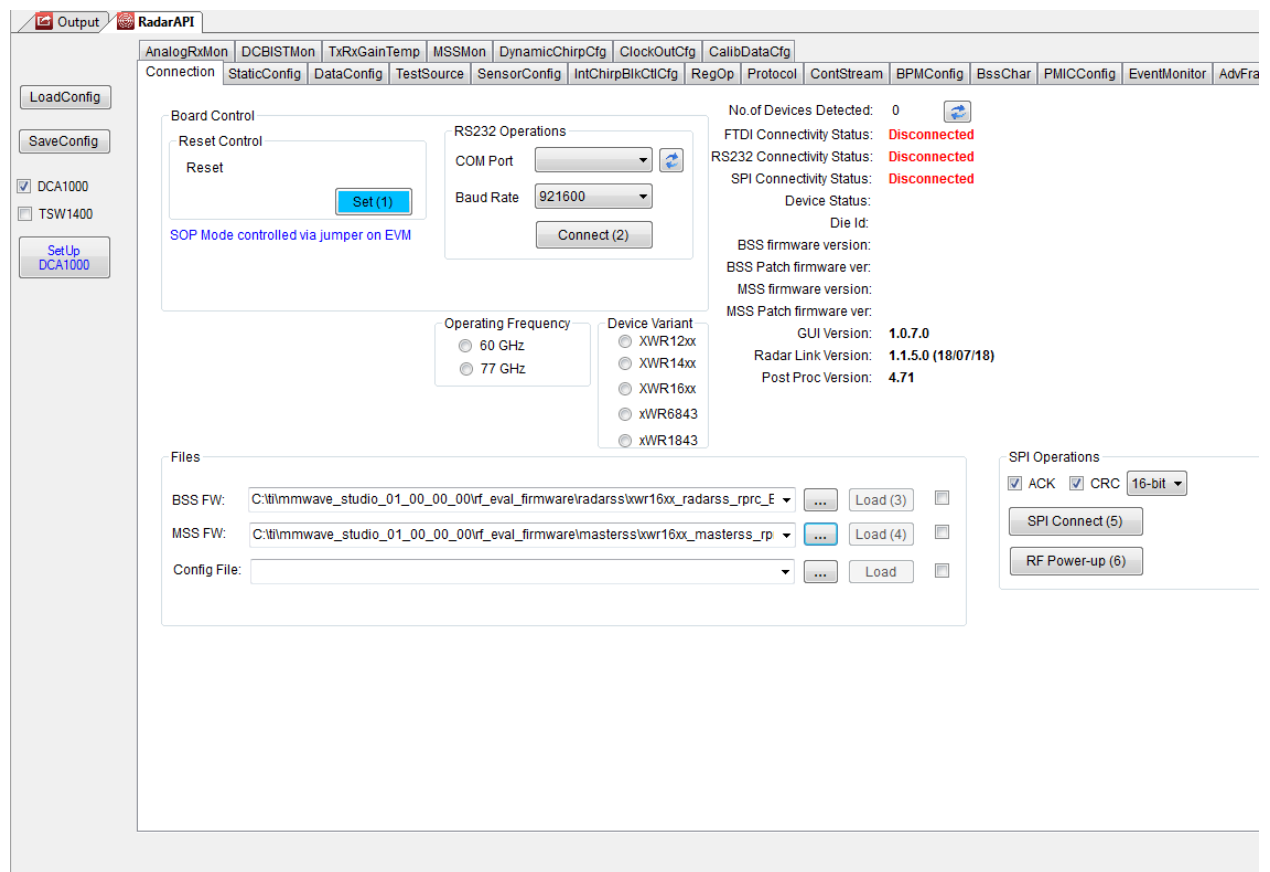 Output RadarAPI
AnalogRxMon DCBISTMon TxRxGainTemp MSSMon DynamicChirpCfg ClockOutCfg CalibDataCfg
Connection StaticConfig DataConfig TestSource SensorConfig IntChirpBlkCtlCfg RegOp Protocol ContStream BPMConfig BssChar PMICConfig EventMonitor AdvFra
LoadConfig
SaveConfig
DCA1000
TSW1400
SetUp
DCA1000
Board Control
Reset Control
Reset
Set (1)
SOP Mode controlled via jumper on EVM
RS232 Operations
COM Port
Baud Rate 921600
Connect (2)
No.of Devices Detected: 0
FTDI Connectivity Status: Disconnected
RS232 Connectivity Status: Disconnected
SPI Connectivity Status: Disconnected
Device Status:
Die Id:
BSS firmware version:
BSS Patch firmware ver:
MSS firmware version:
MSS Patch firmware ver:
GUI Version: 1.0.7.0
Radar Link Version: 1.1.5.0 (18/07/18)
Post Proc Version: 4.71
Operating Frequency
60 GHz
77 GHz
Device Variant
XWR12xx
XWR14xx
XWR16xx
xWR6843
xWR1843
Files
BSS FW: C:\ti\mmwave_studio_01_00_00_00\rf_eval_firmware\radarss\xwr16xx_radarss_rprc_E ... Load (3)
MSS FW: C:\ti\mmwave_studio_01_00_00_00\rf_eval_firmware\masterss\xwr16xx_masterss_rp ... Load (4)
Config File: ... Load
SPI Operations
ACK CRC 16-bit
SPI Connect (5)
RF Power-up (6)